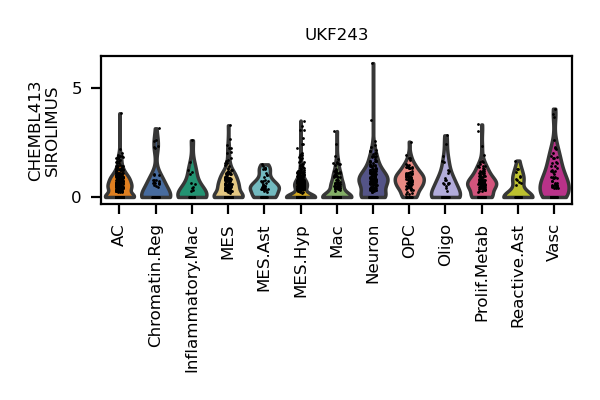 UKF243
CHEMBL413
SIROLIMUS
5
0
AC
Chromatin.Reg
Inflammatory.Mac
MES
MES.Ast
MES.Hyp
Mac
Neuron
OPC
Oligo
Prolif.Metab
Reactive.Ast
Vasc